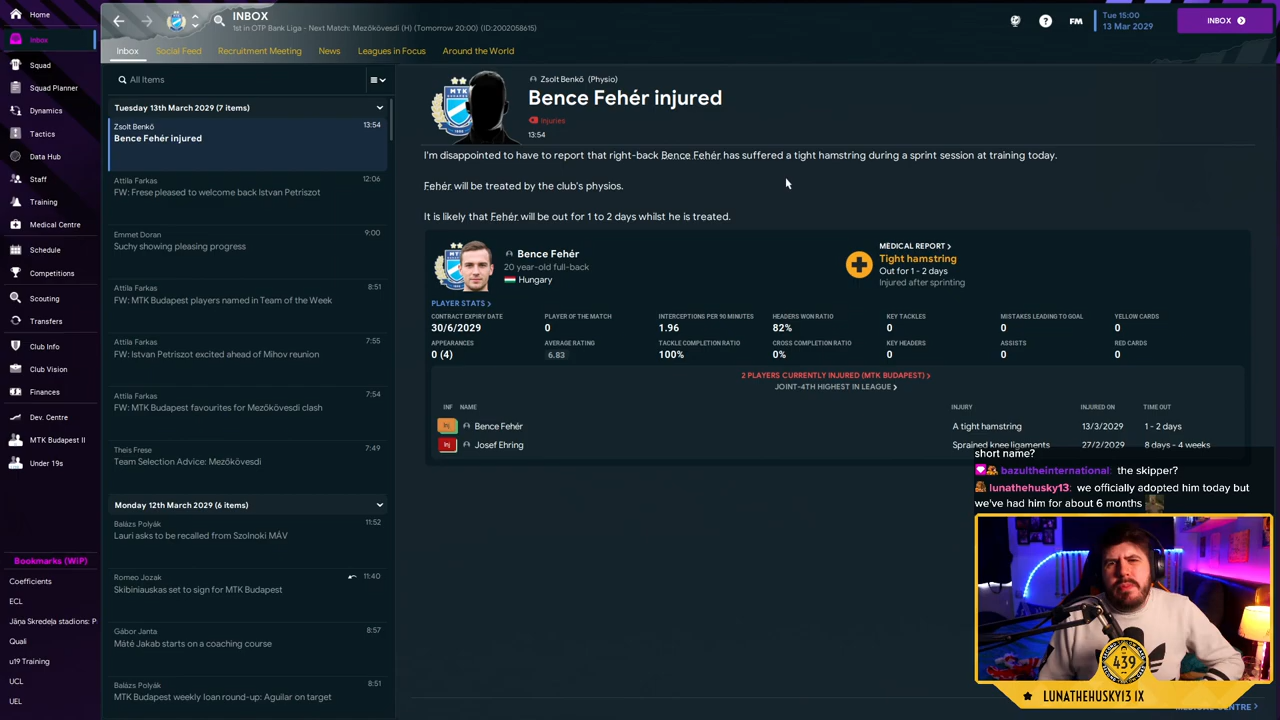 Home
Inbox
Squad
Squad Planner
Dynamics
Tactics
Data Hub
Staff
Training
Medical Centre
Schedule
Competitions
Scouting
Transfers
Club Info
Club Vision
Finances
Dev. Centre
MTK Budapest II
Under 19s
Bookmarks (WiP)
Coefficients
ECL
Jāņa Skredeļa stadions: P
Quali
u19 Training
UCL
UEL
INBOX
1st in OTP Bank Liga - Next Match: Mezőkövesdi (H) (Tomorrow 20:00) (ID:2002058615)
FM
Tue 15:00
13 Mar 2029
INBOX
Inbox
Social Feed
Recruitment Meeting
News
Leagues in Focus
Around the World
All Items
Tuesday 13th March 2029 (7 items)
Zsolt Benkő 13:54
Bence Fehér injured
Attila Farkas 12:06
FW: Frese pleased to welcome back Istvan Petriszot
Emmet Doran 9:00
Suchy showing pleasing progress
Attila Farkas 8:51
FW: MTK Budapest players named in Team of the Week
Attila Farkas 7:55
FW: Istvan Petriszot excited ahead of Mihov reunion
Attila Farkas 7:54
FW: MTK Budapest favourites for Mezőkövesdi clash
Theis Frese 7:49
Team Selection Advice: Mezőkövesdi
Monday 12th March 2029 (6 items)
Balázs Polyák 11:52
Lauri asks to be recalled from Szolnoki MÁV
Romeo Jozak 11:40
Skibiniauskas set to sign for MTK Budapest
Gábor Janta 8:57
Máté Jakab starts on a coaching course
Balázs Polyák 8:51
MTK Budapest weekly loan round-up: Aguilar on target
MTK
Zsolt Benkő (Physio)
Bence Fehér injured
Injuries
13:54
I'm disappointed to have to report that right-back Bence Fehér has suffered a tight hamstring during a sprint session at training today.
Fehér will be treated by the club's physios.
It is likely that Fehér will be out for 1 to 2 days whilst he is treated.
MTK
Bence Fehér
20 year-old full-back
Hungary
MEDICAL REPORT
Tight hamstring
Out for 1 - 2 days
Injured after sprinting
PLAYER STATS
CONTRACT EXPIRY DATE PLAYER OF THE MATCH INTERCEPTIONS PER 90 MINUTES HEADERS WON RATIO KEY TACKLES MISTAKES LEADING TO GOAL YELLOW CARDS
30/6/2029 0 1.96 82% 0 0 0
APPEARANCES AVERAGE RATING TACKLE COMPLETION RATIO CROSS COMPLETION RATIO KEY HEADERS ASSISTS RED CARDS
0 (4) 6.83 100% 0% 0 0 0
2 PLAYERS CURRENTLY INJURED (MTK BUDAPEST)
JOINT-4TH HIGHEST IN LEAGUE
INF NAME INJURY INJURED ON TIME OUT
Inj Bence Fehér A tight hamstring 13/3/2029 1 - 2 days
Inj Josef Ehring Sprained knee ligaments 27/2/2029 8 days - 4 weeks
short name?
bazultheinternational: the skipper?
lunathehusky13: we officially adopted him today but
we've had him for about 6 months
439
LUNATHEHUSKY13 IX
CENTRE